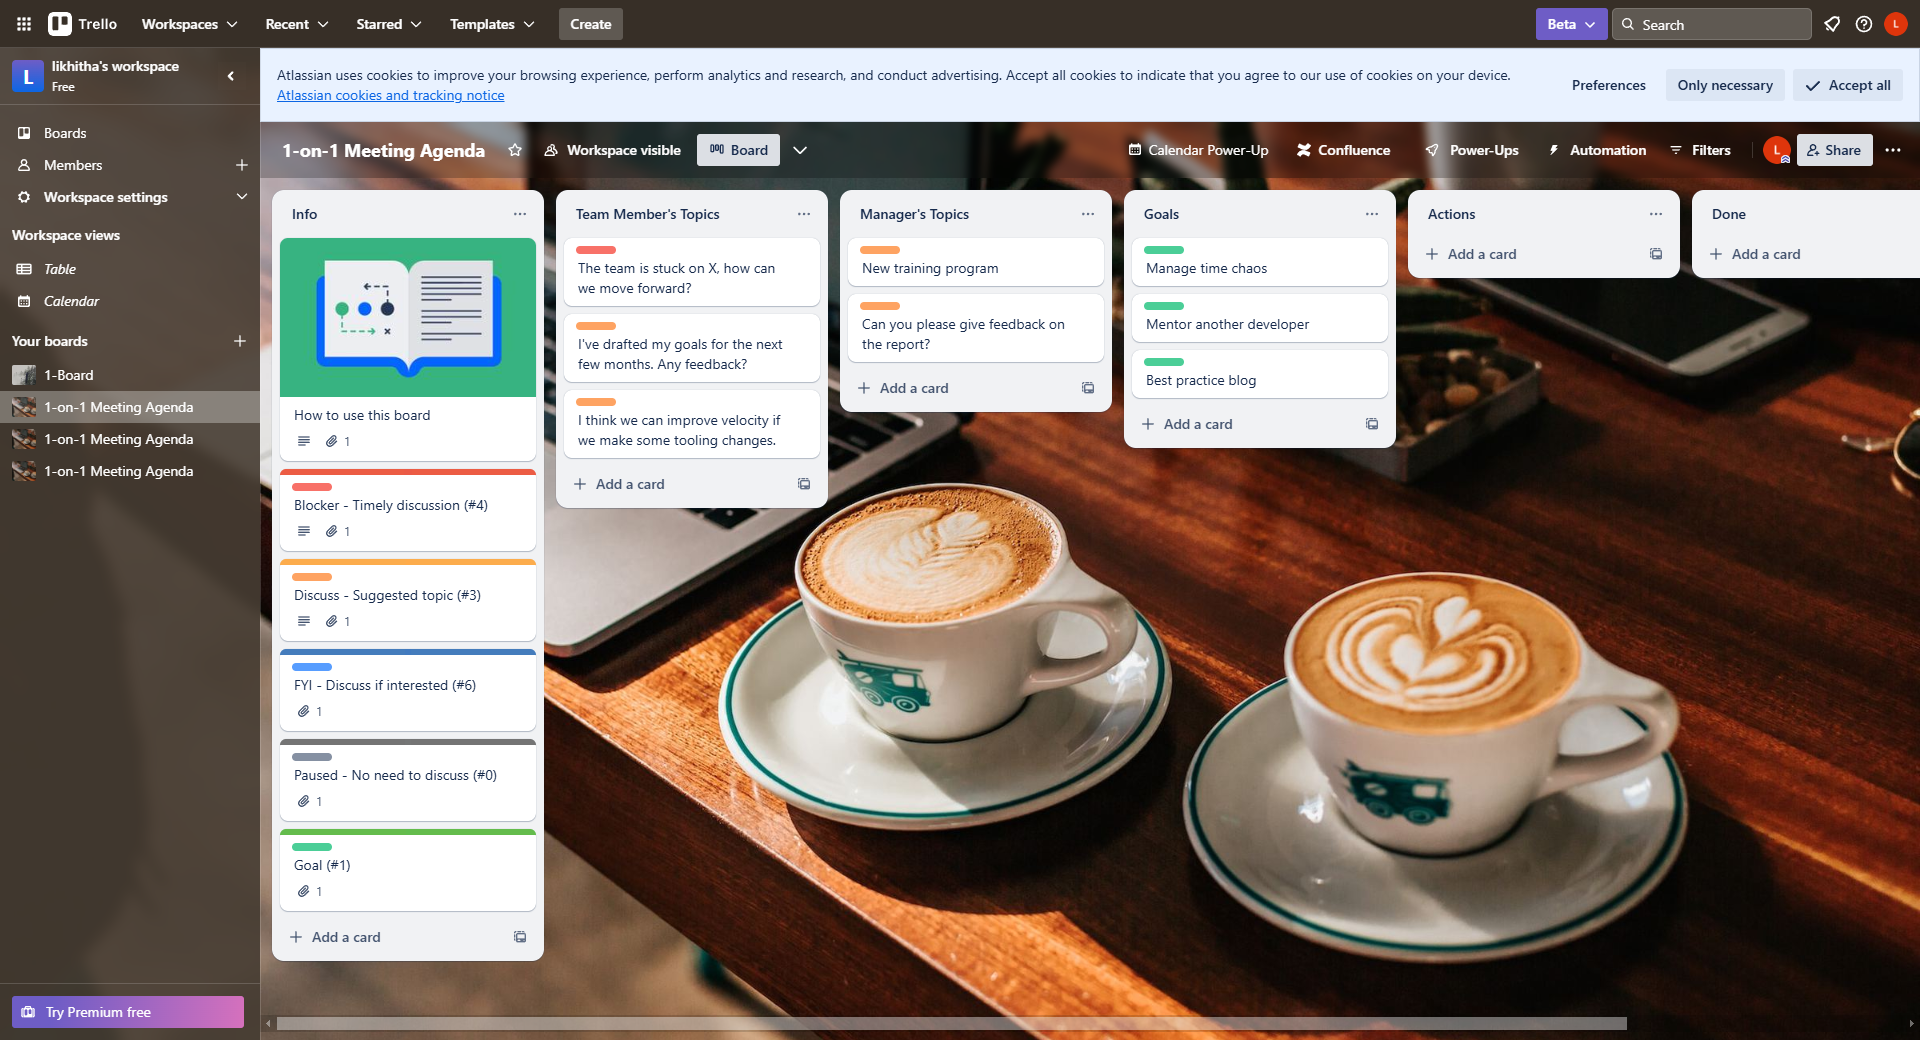 Trello
Workspaces
Recent
Starred
Templates
Create
Beta
Search
L
L
likhitha's workspace
Free
Atlassian uses cookies to improve your browsing experience, perform analytics and research, and conduct advertising. Accept all cookies to indicate that you agree to our use of cookies on your device.
Atlassian cookies and tracking notice
Preferences
Only necessary
Accept all
Boards
Members
Workspace settings
Workspace views
Table
Calendar
Your boards
1-Board
1-on-1 Meeting Agenda
1-on-1 Meeting Agenda
1-on-1 Meeting Agenda
Try Premium free
1-on-1 Meeting Agenda
Workspace visible
Board
Calendar Power-Up
Confluence
Power-Ups
Automation
Filters
L
Share
Info
How to use this board
1
Blocker - Timely discussion (#4)
1
Discuss - Suggested topic (#3)
1
FYI - Discuss if interested (#6)
1
Paused - No need to discuss (#0)
1
Goal (#1)
1
Add a card
Team Member's Topics
The team is stuck on X, how can
we move forward?
I've drafted my goals for the next
few months. Any feedback?
I think we can improve velocity if
we make some tooling changes.
Add a card
Manager's Topics
New training program
Can you please give feedback on
the report?
Add a card
Goals
Manage time chaos
Mentor another developer
Best practice blog
Add a card
Actions
Add a card
Done
Add a card